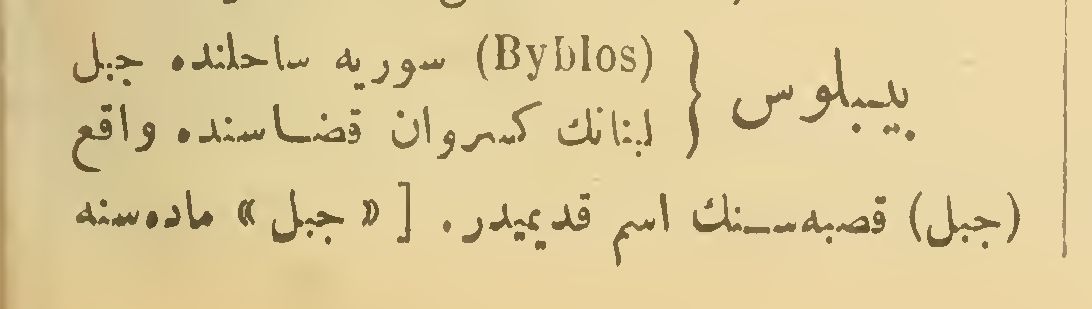 بيبلوس { (Byblos) سوريه ساحلنده جبل
لبنانك كسروان قضاسنده واقع
(جبل) قصبه‌سنك اسم قديميدر. [« جبل » ماده‌سنه